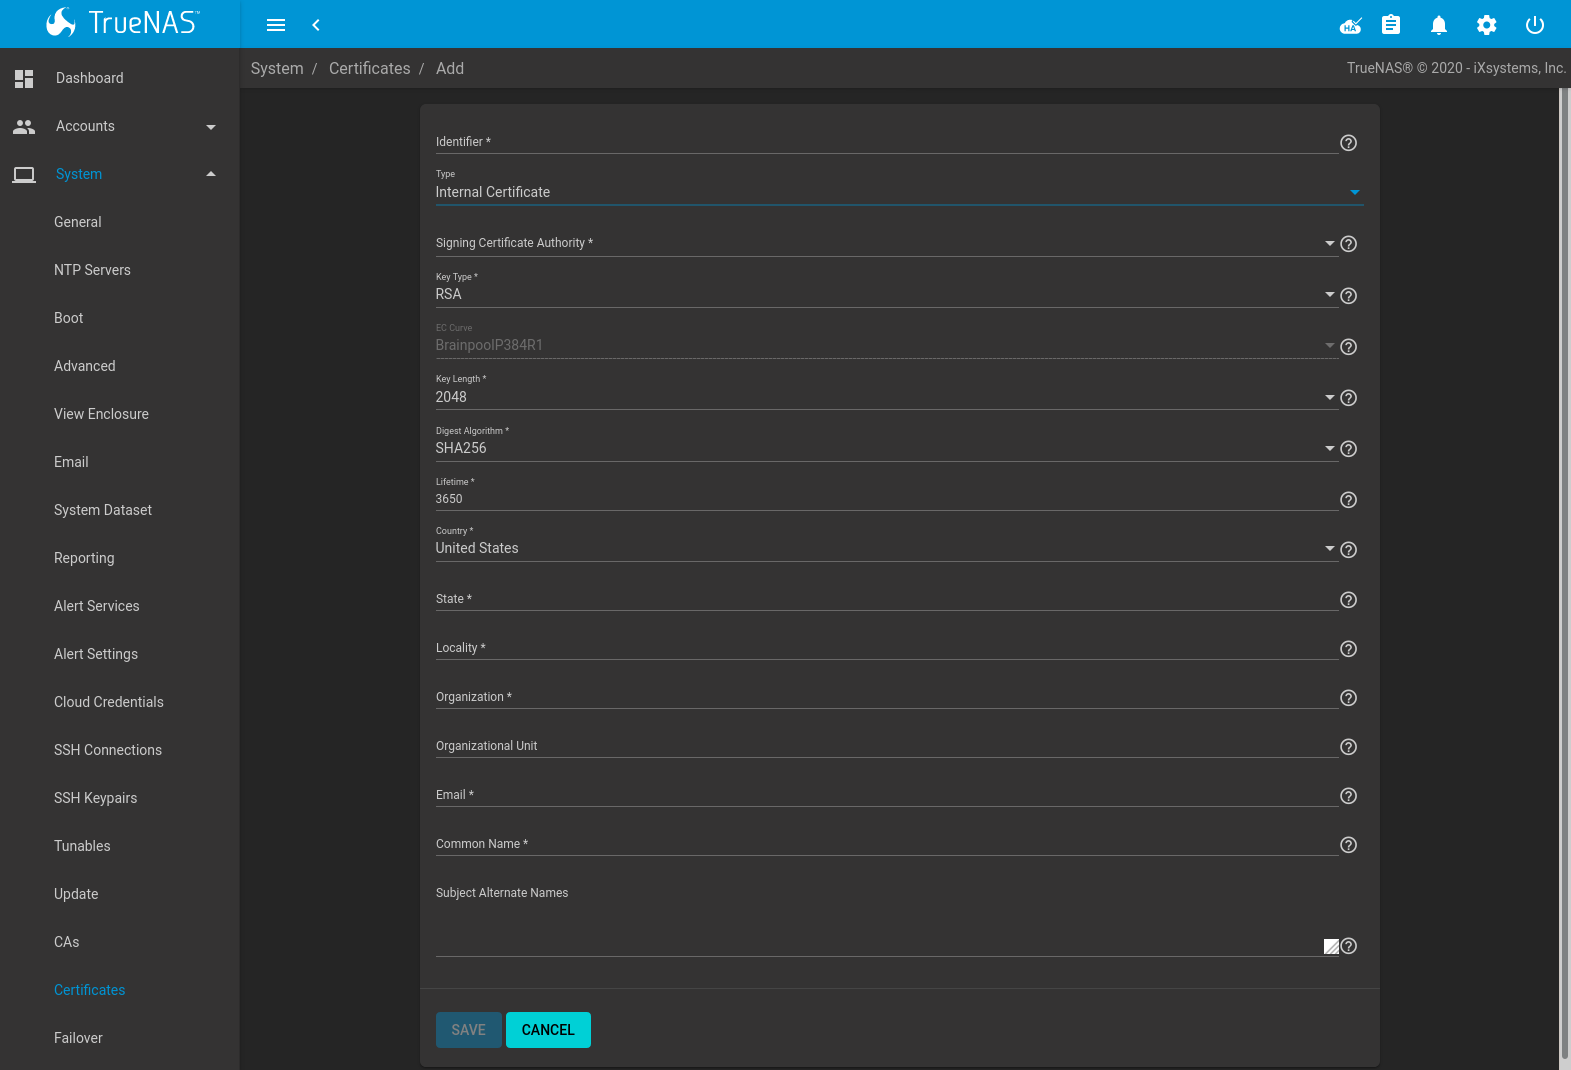 TrueNAS™
System / Certificates / Add
TrueNAS® © 2020 - iXsystems, Inc.
HA
Dashboard
Accounts
System
General
NTP Servers
Boot
Advanced
View Enclosure
Email
System Dataset
Reporting
Alert Services
Alert Settings
Cloud Credentials
SSH Connections
SSH Keypairs
Tunables
Update
CAs
Certificates
Failover
Identifier *
Type
Internal Certificate
Signing Certificate Authority *
Key Type *
RSA
EC Curve
BrainpoolP384R1
Key Length *
2048
Digest Algorithm *
SHA256
Lifetime *
3650
Country *
United States
State *
Locality *
Organization *
Organizational Unit
Email *
Common Name *
Subject Alternate Names
SAVE
CANCEL